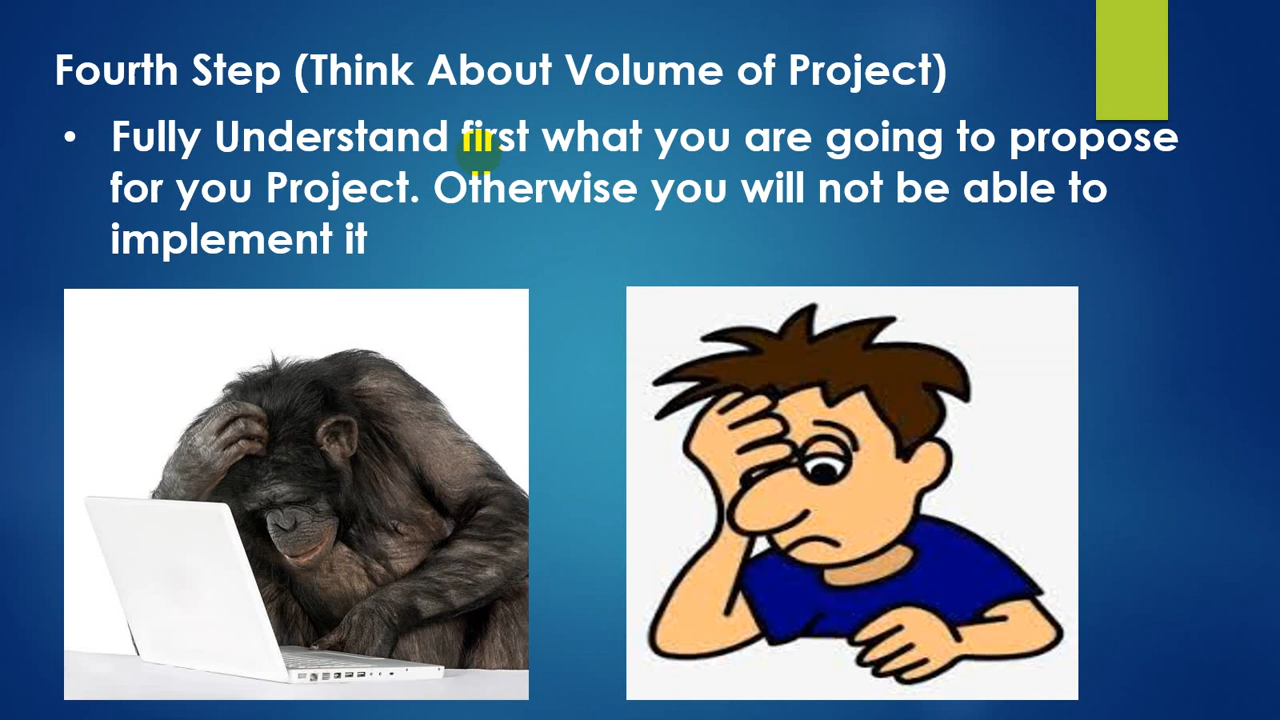 Fourth Step (Think About Volume of Project)
• Fully Understand first what you are going to propose
for you Project. Otherwise you will not be able to
implement it